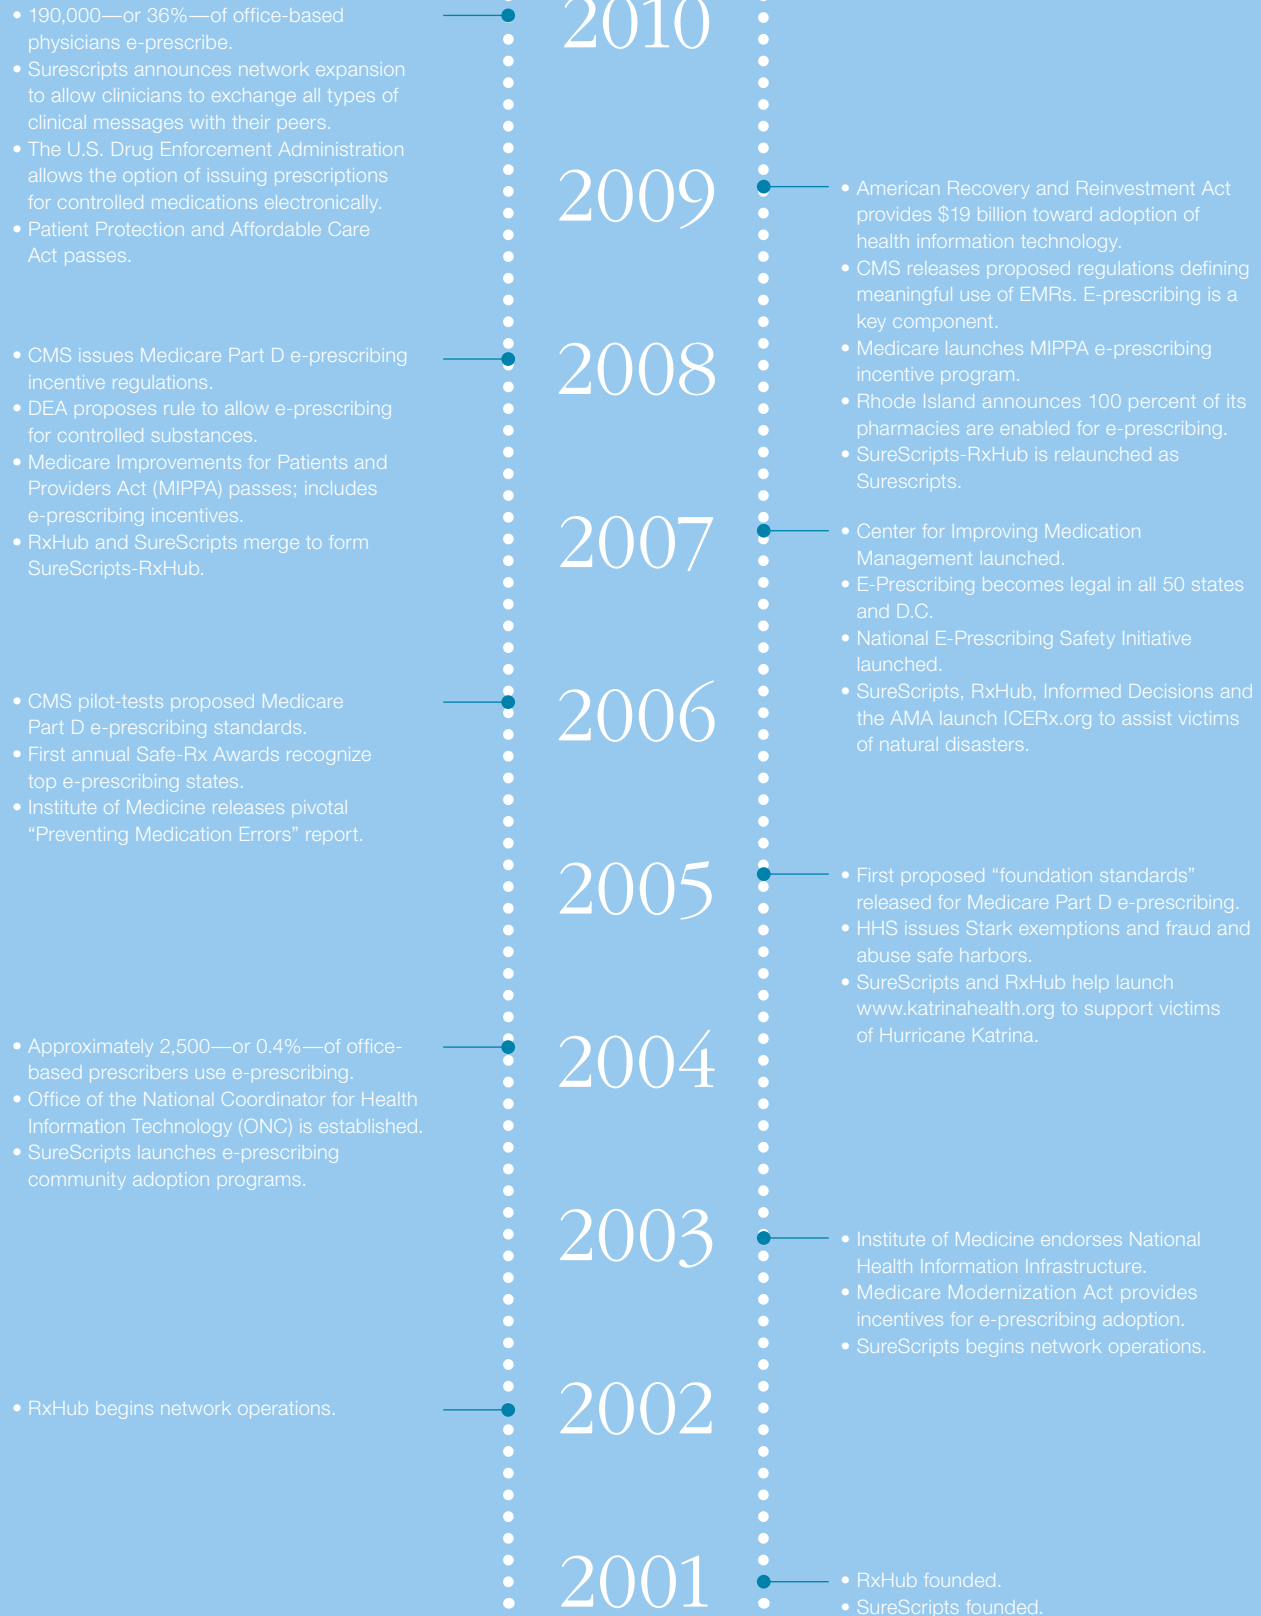 2010
• 190,000—or 36%—of office-based
physicians e-prescribe.
• Surescripts announces network expansion
to allow clinicians to exchange all types of
clinical messages with their peers.
• The U.S. Drug Enforcement Administration
allows the option of issuing prescriptions
for controlled medications electronically.
• Patient Protection and Affordable Care
Act passes.
2009
• American Recovery and Reinvestment Act
provides $19 billion toward adoption of
health information technology.
• CMS releases proposed regulations defining
meaningful use of EMRs. E-prescribing is a
key component.
• Medicare launches MIPPA e-prescribing
incentive program.
• Rhode Island announces 100 percent of its
pharmacies are enabled for e-prescribing.
• SureScripts-RxHub is relaunched as
Surescripts.
2008
• CMS issues Medicare Part D e-prescribing
incentive regulations.
• DEA proposes rule to allow e-prescribing
for controlled substances.
• Medicare Improvements for Patients and
Providers Act (MIPPA) passes; includes
e-prescribing incentives.
• RxHub and SureScripts merge to form
SureScripts-RxHub.
2007
• Center for Improving Medication
Management launched.
• E-Prescribing becomes legal in all 50 states
and D.C.
• National E-Prescribing Safety Initiative
launched.
• SureScripts, RxHub, Informed Decisions and
the AMA launch ICERx.org to assist victims
of natural disasters.
2006
• CMS pilot-tests proposed Medicare
Part D e-prescribing standards.
• First annual Safe-Rx Awards recognize
top e-prescribing states.
• Institute of Medicine releases pivotal
“Preventing Medication Errors” report.
2005
• First proposed “foundation standards”
released for Medicare Part D e-prescribing.
• HHS issues Stark exemptions and fraud and
abuse safe harbors.
• SureScripts and RxHub help launch
www.katrinahealth.org to support victims
of Hurricane Katrina.
2004
• Approximately 2,500—or 0.4%—of office-
based prescribers use e-prescribing.
• Office of the National Coordinator for Health
Information Technology (ONC) is established.
• SureScripts launches e-prescribing
community adoption programs.
2003
• Institute of Medicine endorses National
Health Information Infrastructure.
• Medicare Modernization Act provides
incentives for e-prescribing adoption.
• SureScripts begins network operations.
2002
• RxHub begins network operations.
2001
• RxHub founded.
• SureScripts founded.